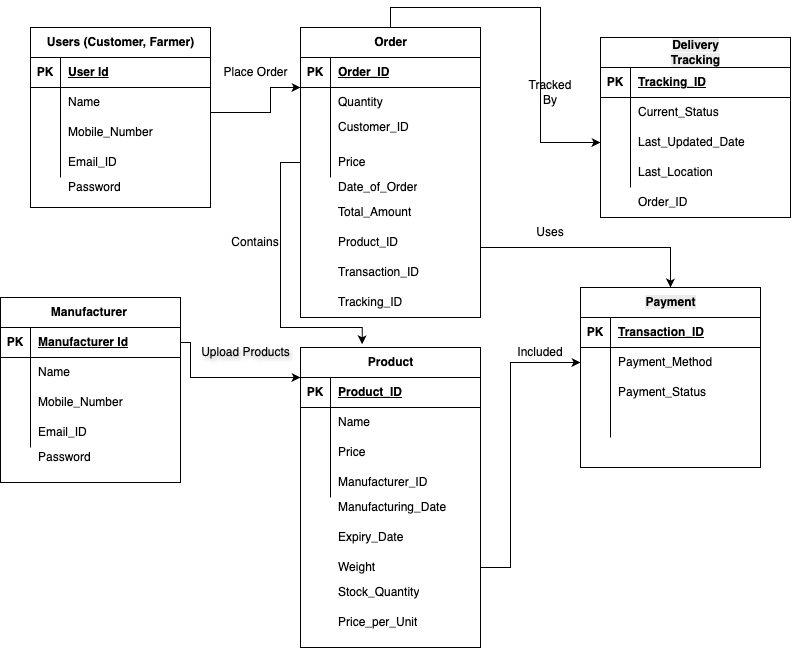 Users (Customer, Farmer)
PK User Id
Name
Mobile_Number
Email_ID
Password
Place Order
Order
PK Order_ID
Quantity
Customer_ID
Price
Date_of_Order
Total_Amount
Product_ID
Transaction_ID
Tracking_ID
Tracked
By
Delivery
Tracking
PK Tracking_ID
Current_Status
Last_Updated_Date
Last_Location
Order_ID
Contains
Uses
Manufacturer
PK Manufacturer Id
Name
Mobile_Number
Email_ID
Password
Upload Products
Product
PK Product_ID
Name
Price
Manufacturer_ID
Manufacturing_Date
Expiry_Date
Weight
Stock_Quantity
Price_per_Unit
Included
Payment
PK Transaction_ID
Payment_Method
Payment_Status